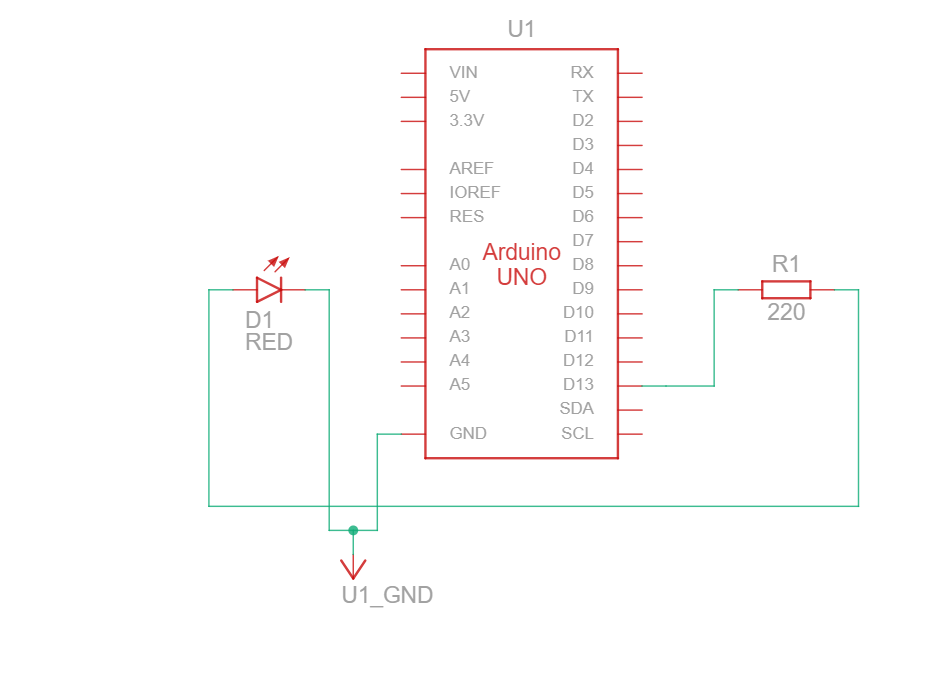 U1
VIN
5V
3.3V
AREF
IOREF
RES
A0
A1
A2
A3
A4
A5
GND
Arduino
UNO
RX
TX
D2
D3
D4
D5
D6
D7
D8
D9
D10
D11
D12
D13
SDA
SCL
D1
RED
R1
220
U1_GND